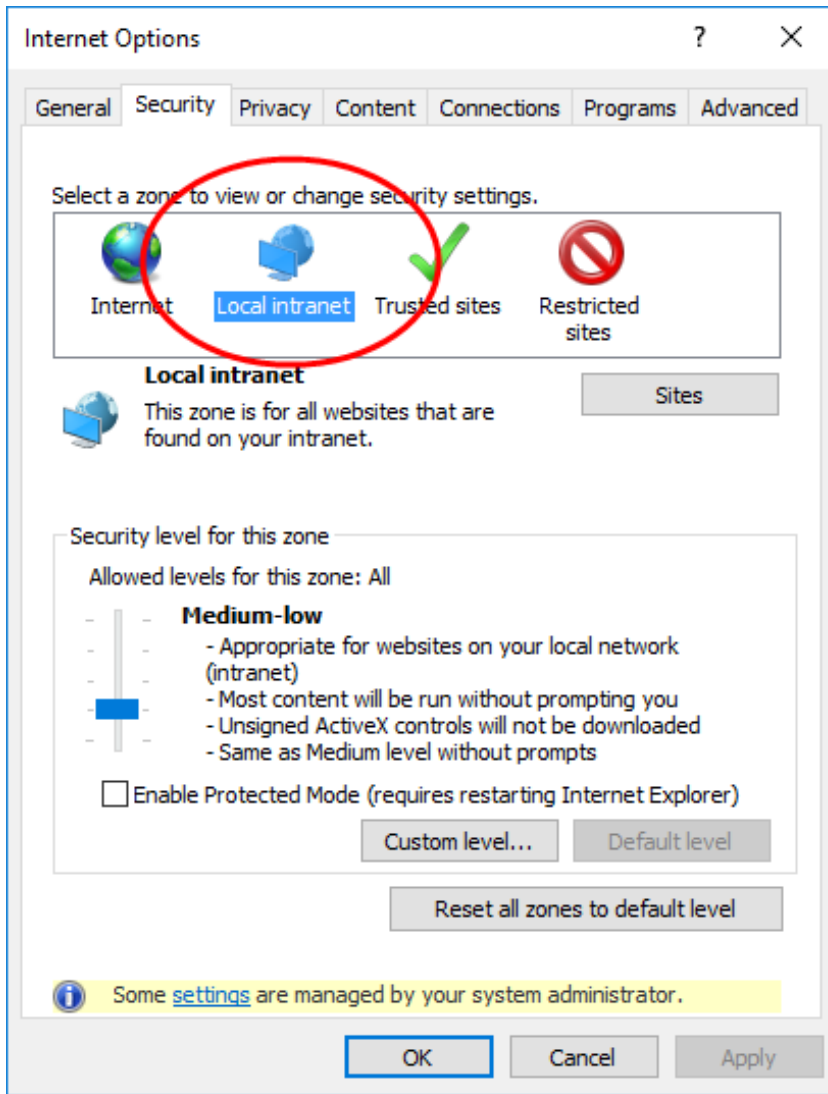 Internet Options
?
General Security Privacy Content Connections Programs Advanced
Select a zone to view or change security settings.
Internet Local intranet Trusted sites Restricted
sites
Local intranet
Sites
This zone is for all websites that are
found on your intranet.
Security level for this zone
Allowed levels for this zone: All
Medium-low
- Appropriate for websites on your local network
(intranet)
- Most content will be run without prompting you
- Unsigned ActiveX controls will not be downloaded
- Same as Medium level without prompts
Enable Protected Mode (requires restarting Internet Explorer)
Custom level... Default level
Reset all zones to default level
Some settings are managed by your system administrator.
OK Cancel Apply